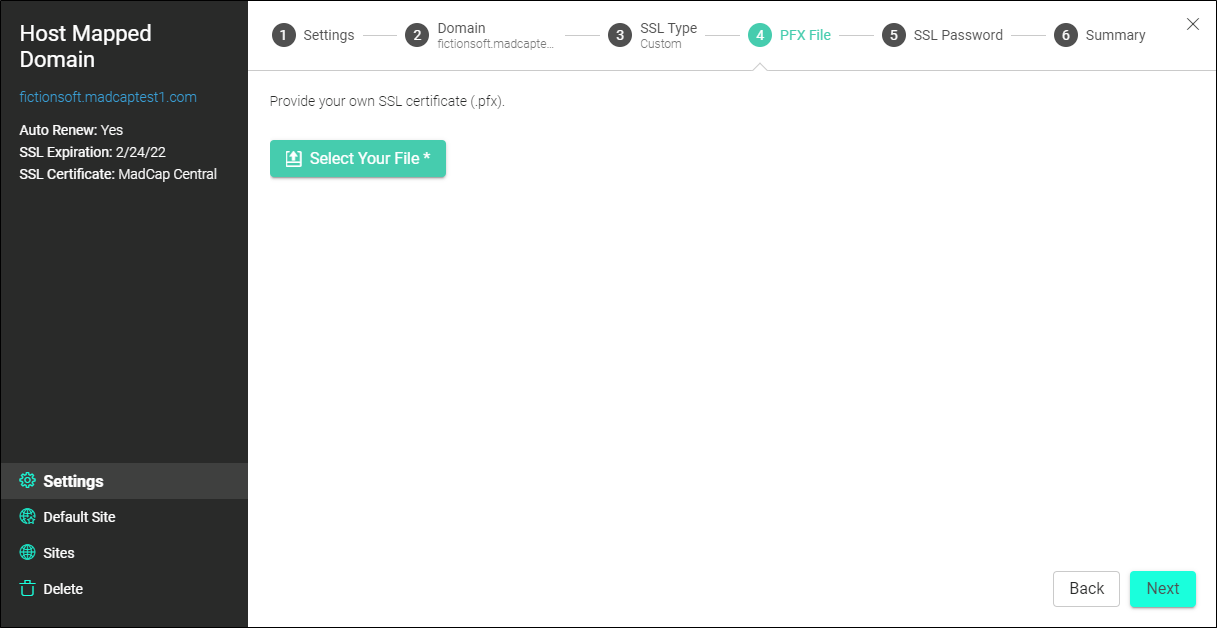 Host Mapped
Domain
fictionsoft.madcaptest1.com
Auto Renew: Yes
SSL Expiration: 2/24/22
SSL Certificate: MadCap Central
Settings
Default Site
Sites
Delete
1 Settings
2 Domain
fictionsoft.madcapte...
3 SSL Type
Custom
4 PFX File
5 SSL Password
6 Summary
Provide your own SSL certificate (.pfx).
Select Your File *
Back
Next